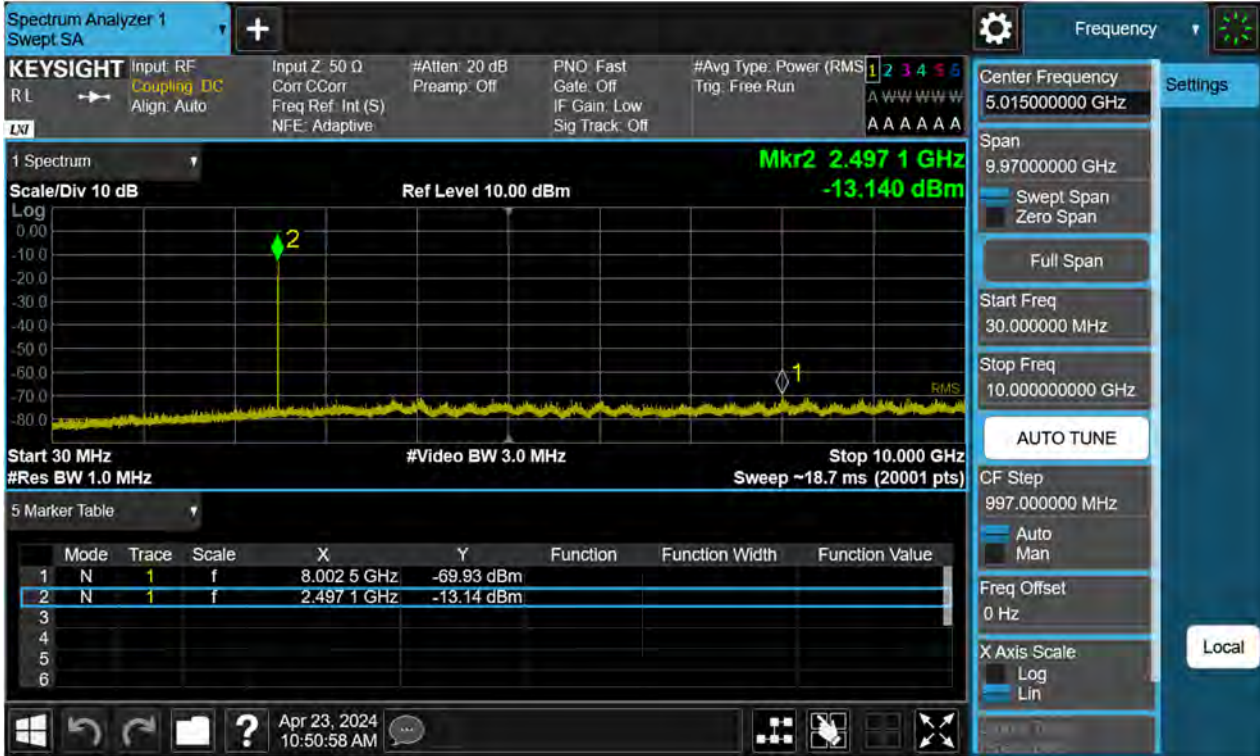 Spectrum Analyzer 1
Swept SA
+
Frequency
KEYSIGHT
RL
LXI
Input: RF
Coupling: DC
Align: Auto
Input Z: 50 Ω
Corr CCorr
Freq Ref: Int (S)
NFE: Adaptive
#Atten: 20 dB
Preamp: Off
PNO: Fast
Gate: Off
IF Gain: Low
Sig Track: Off
#Avg Type: Power (RMS
Trig: Free Run
1 2 3 4 5 6
A W W W W W
A A A A A A
1 Spectrum
Scale/Div 10 dB
Ref Level 10.00 dBm
Mkr2 2.497 1 GHz
-13.140 dBm
Log
0.00
-10.0
-20.0
-30.0
-40.0
-50.0
-60.0
-70.0
-80.0
2
1
RMS
Start 30 MHz
#Video BW 3.0 MHz
Stop 10.000 GHz
#Res BW 1.0 MHz
Sweep ~18.7 ms (20001 pts)
5 Marker Table
Mode Trace Scale X Y Function Function Width Function Value
1 N 1 f 8.002 5 GHz -69.93 dBm
2 N 1 f 2.497 1 GHz -13.14 dBm
3
4
5
6
Apr 23, 2024
10:50:58 AM
?
Center Frequency
5.015000000 GHz
Settings
Span
9.97000000 GHz
Swept Span
Zero Span
Full Span
Start Freq
30.000000 MHz
Stop Freq
10.000000000 GHz
AUTO TUNE
CF Step
997.000000 MHz
Auto
Man
Freq Offset
0 Hz
X Axis Scale
Log
Lin
Local